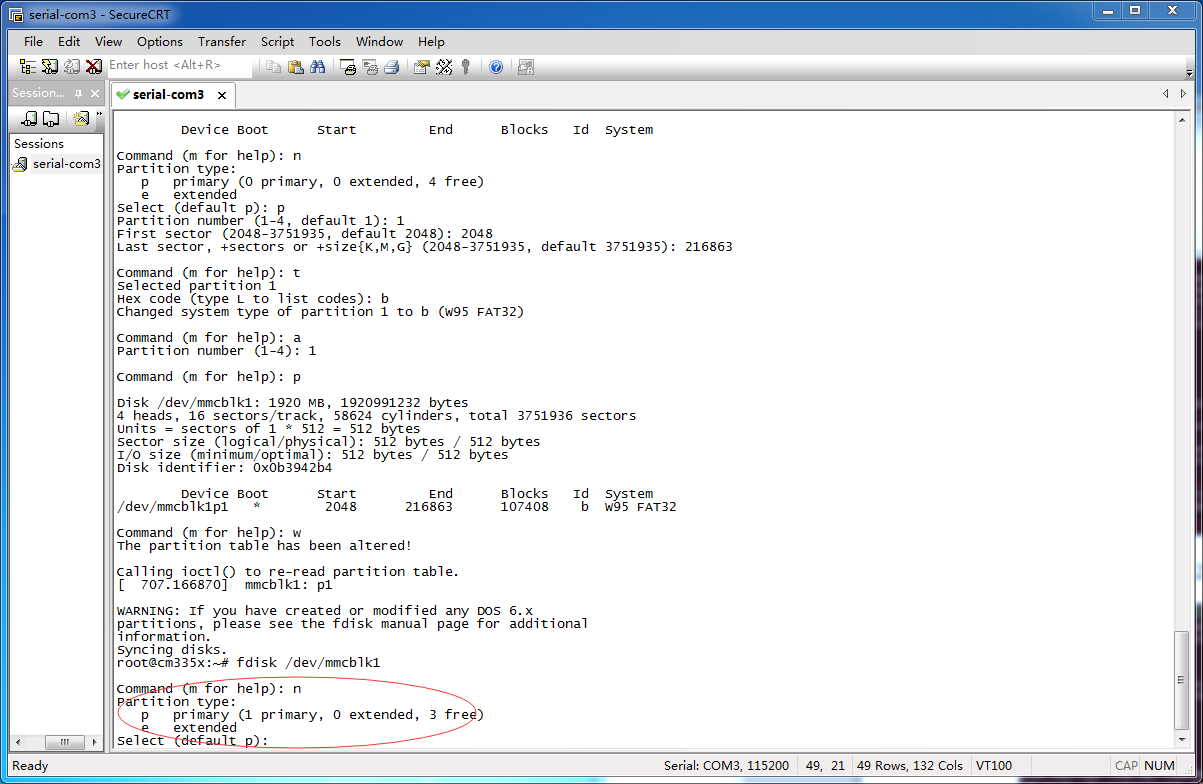 serial-com3 - SecureCRT
File Edit View Options Transfer Script Tools Window Help
Enter host <Alt+R>
Session...
serial-com3
Sessions
serial-com3
Device Boot Start End Blocks Id System
Command (m for help): n
Partition type:
p primary (0 primary, 0 extended, 4 free)
e extended
Select (default p): p
Partition number (1-4, default 1): 1
First sector (2048-3751935, default 2048): 2048
Last sector, +sectors or +size{K,M,G} (2048-3751935, default 3751935): 216863
Command (m for help): t
Selected partition 1
Hex code (type L to list codes): b
Changed system type of partition 1 to b (W95 FAT32)
Command (m for help): a
Partition number (1-4): 1
Command (m for help): p
Disk /dev/mmcblk1: 1920 MB, 1920991232 bytes
4 heads, 16 sectors/track, 58624 cylinders, total 3751936 sectors
Units = sectors of 1 * 512 = 512 bytes
Sector size (logical/physical): 512 bytes / 512 bytes
I/O size (minimum/optimal): 512 bytes / 512 bytes
Disk identifier: 0x0b3942b4
Device Boot Start End Blocks Id System
/dev/mmcblk1p1 * 2048 216863 107408 b W95 FAT32
Command (m for help): w
The partition table has been altered!
Calling ioctl() to re-read partition table.
[ 707.166870] mmcblk1: p1
WARNING: If you have created or modified any DOS 6.x
partitions, please see the fdisk manual page for additional
information.
Syncing disks.
root@cm335x:~# fdisk /dev/mmcblk1
Command (m for help): n
Partition type:
p primary (1 primary, 0 extended, 3 free)
e extended
Select (default p):
Ready Serial: COM3, 115200 49, 21 49 Rows, 132 Cols VT100 CAP NUM